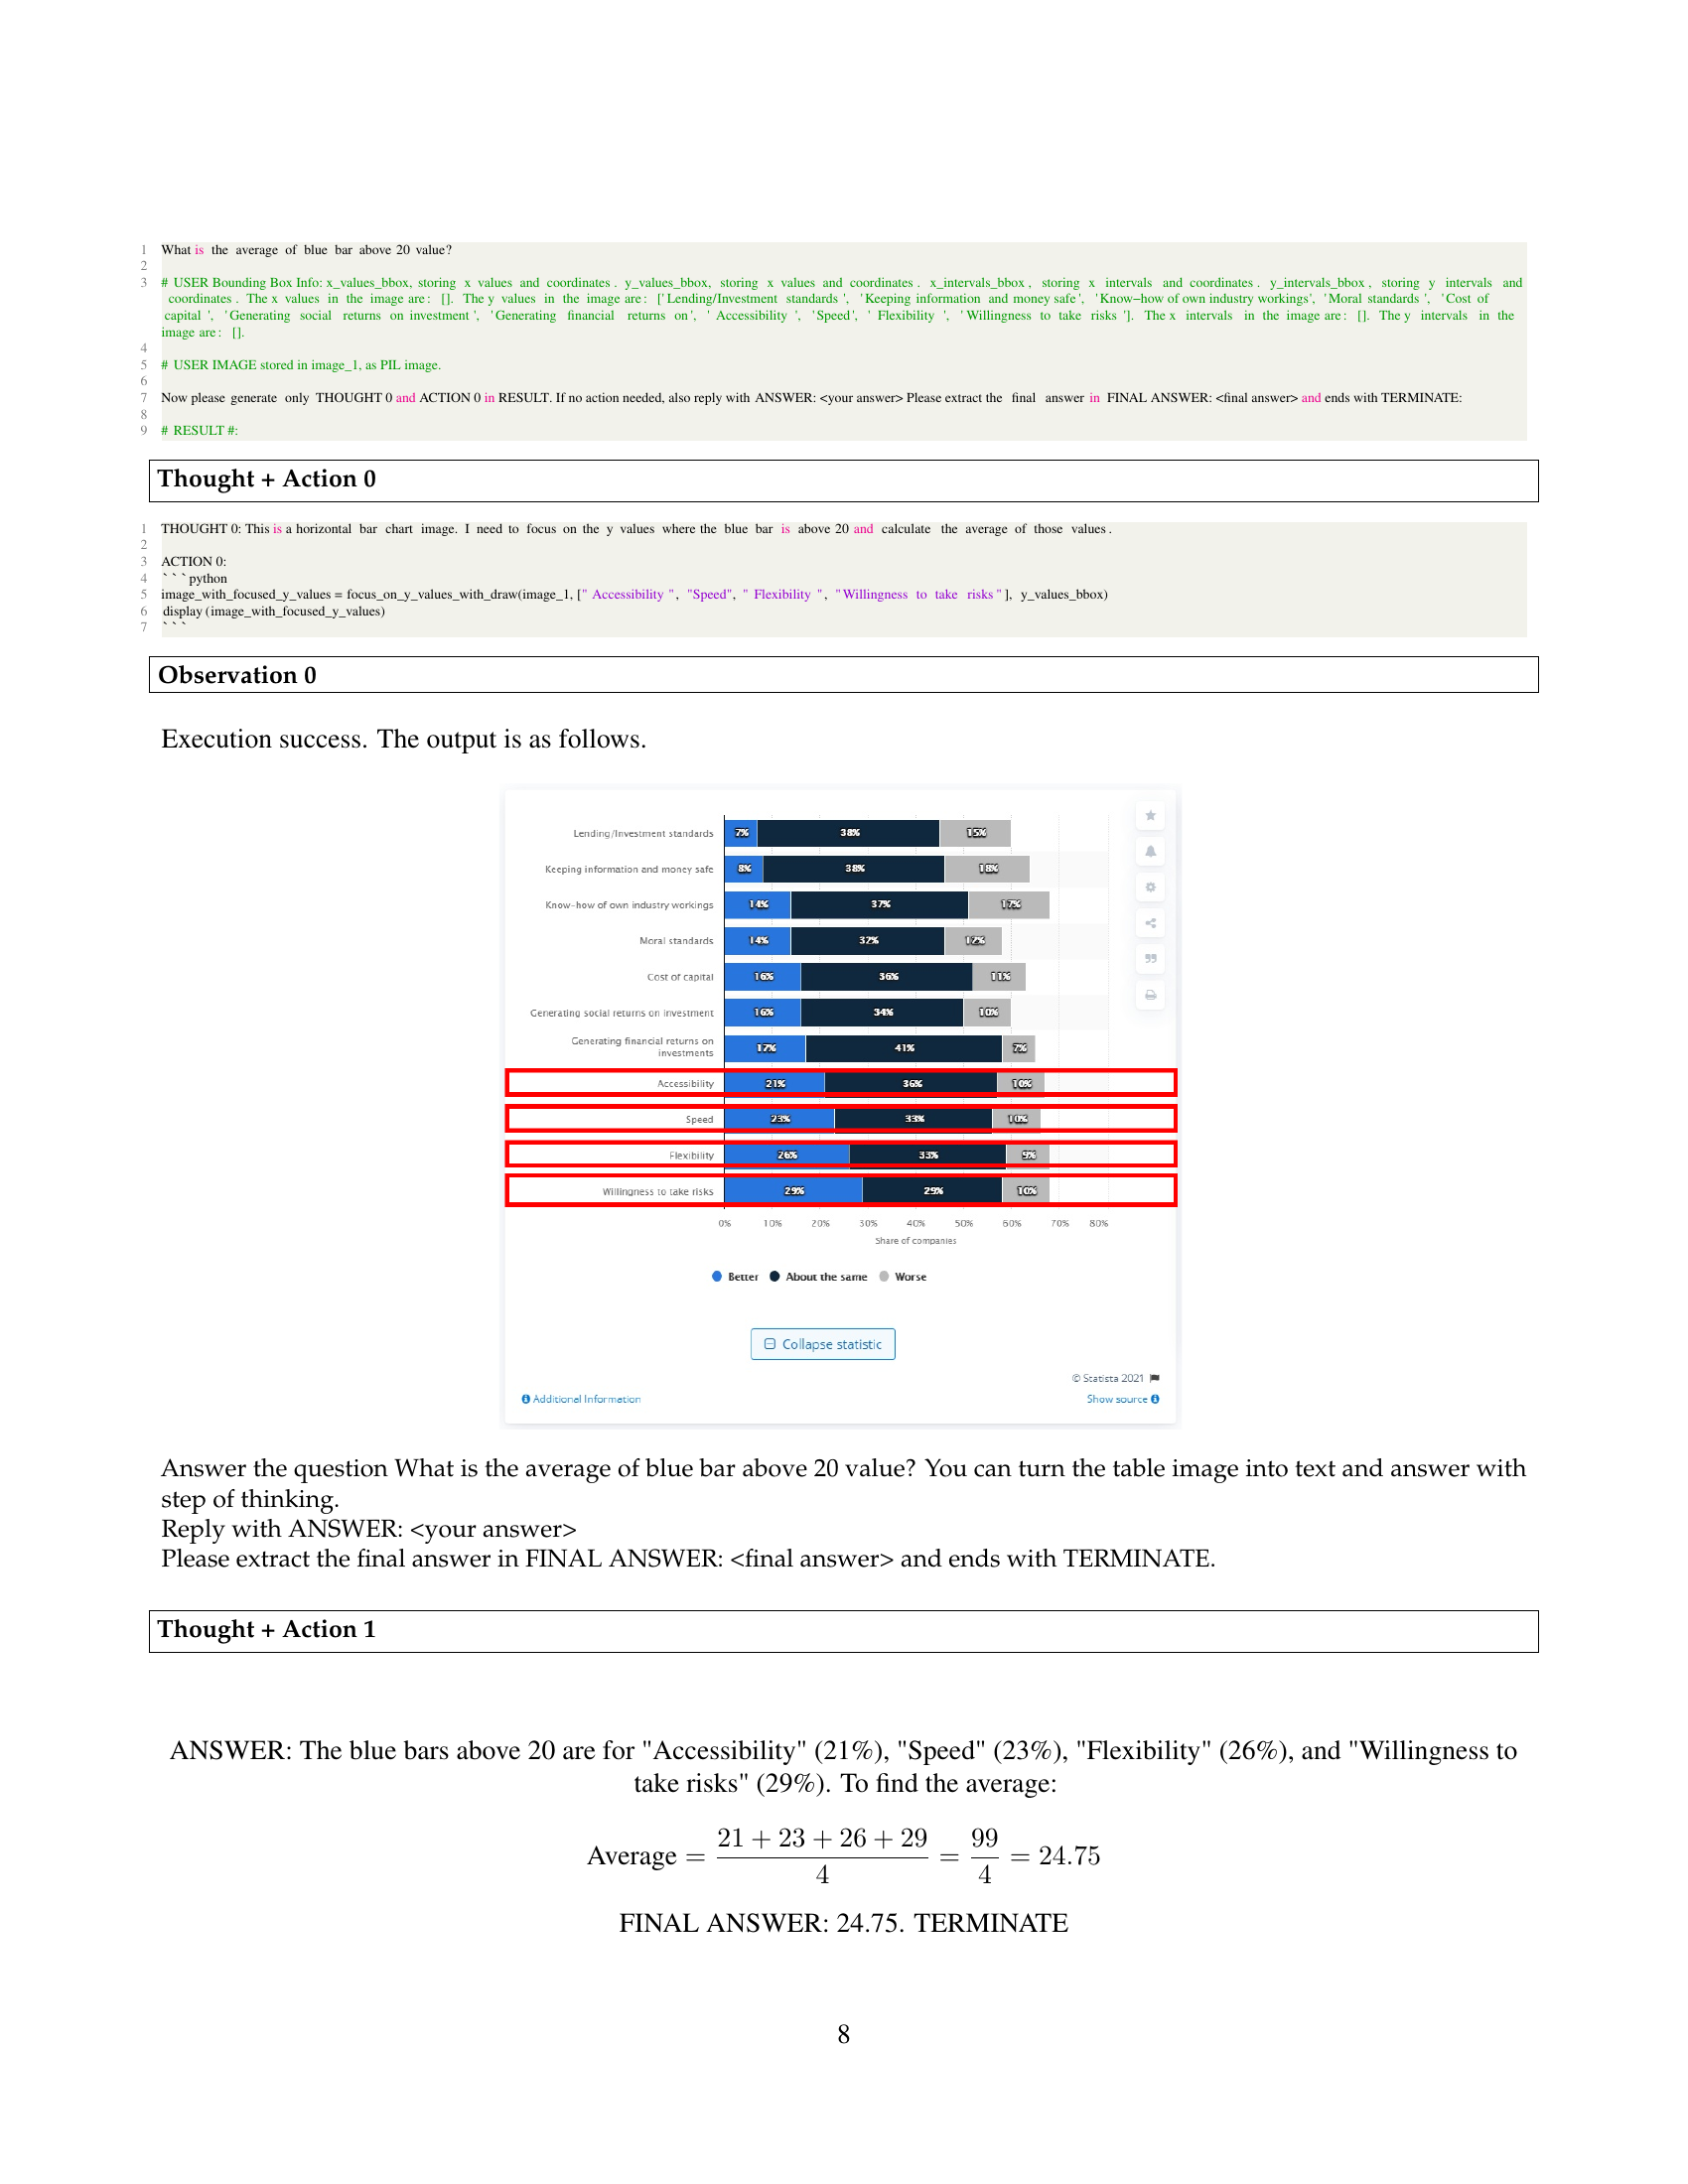 1 What is the average of blue bar above 20 value?
2
3 # USER Bounding Box Info: x_values_bbox, storing x values and coordinates. y_values_bbox, storing x values and coordinates. x_intervals_bbox, storing x intervals and coordinates. y_intervals_bbox, storing y intervals and
coordinates. The x values in the image are: []. The y values in the image are: ['Lending/Investment standards', 'Keeping information and money safe', 'Know−how of own industry workings', 'Moral standards', 'Cost of
capital', 'Generating social returns on investment', 'Generating financial returns on', 'Accessibility', 'Speed', 'Flexibility', 'Willingness to take risks']. The x intervals in the image are: []. The y intervals in the
image are: [].
4
5 # USER IMAGE stored in image_1, as PIL image.
6
7 Now please generate only THOUGHT 0 and ACTION 0 in RESULT. If no action needed, also reply with ANSWER: <your answer> Please extract the final answer in FINAL ANSWER: <final answer> and ends with TERMINATE:
8
9 # RESULT #:
Thought + Action 0
1 THOUGHT 0: This is a horizontal bar chart image. I need to focus on the y values where the blue bar is above 20 and calculate the average of those values.
2
3 ACTION 0:
4 ```python
5 image_with_focused_y_values = focus_on_y_values_with_draw(image_1, ["Accessibility", "Speed", "Flexibility", "Willingness to take risks"], y_values_bbox)
6 display(image_with_focused_y_values)
7 ```
Observation 0
Execution success. The output is as follows.
Lending/Investment standards 7% 38% 15%
Keeping information and money safe 8% 38% 18%
Know-how of own industry workings 14% 37% 17%
Moral standards 14% 32% 12%
Cost of capital 16% 36% 11%
Generating social returns on investment 16% 34% 10%
Generating financial returns on
investments 17% 41% 7%
Accessibility 21% 36% 10%
Speed 23% 33% 10%
Flexibility 26% 33% 9%
Willingness to take risks 29% 29% 10%
0% 10% 20% 30% 40% 50% 60% 70% 80%
Share of companies
Better About the same Worse
Collapse statistic
© Statista 2021
Additional Information Show source
Answer the question What is the average of blue bar above 20 value? You can turn the table image into text and answer with
step of thinking.
Reply with ANSWER: <your answer>
Please extract the final answer in FINAL ANSWER: <final answer> and ends with TERMINATE.
Thought + Action 1
ANSWER: The blue bars above 20 are for "Accessibility" (21%), "Speed" (23%), "Flexibility" (26%), and "Willingness to
take risks" (29%). To find the average:
Average = (21 + 23 + 26 + 29)/4 = 99/4 = 24.75
FINAL ANSWER: 24.75. TERMINATE
8